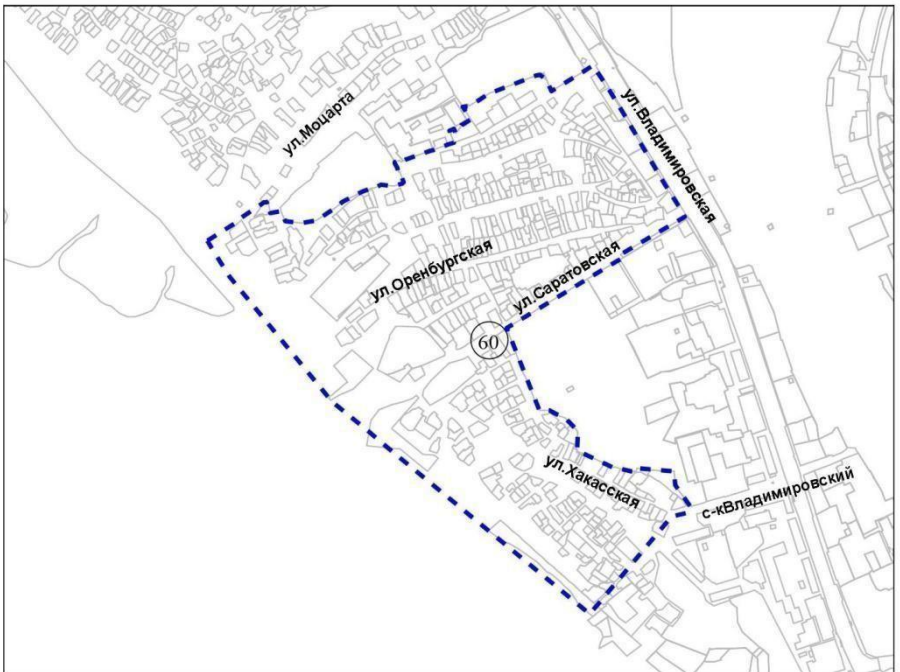 ул.Моцарта
ул.Владимировская
ул.Оренбургская
ул.Саратовская
60
ул.Хакасская
с-кВладимировский